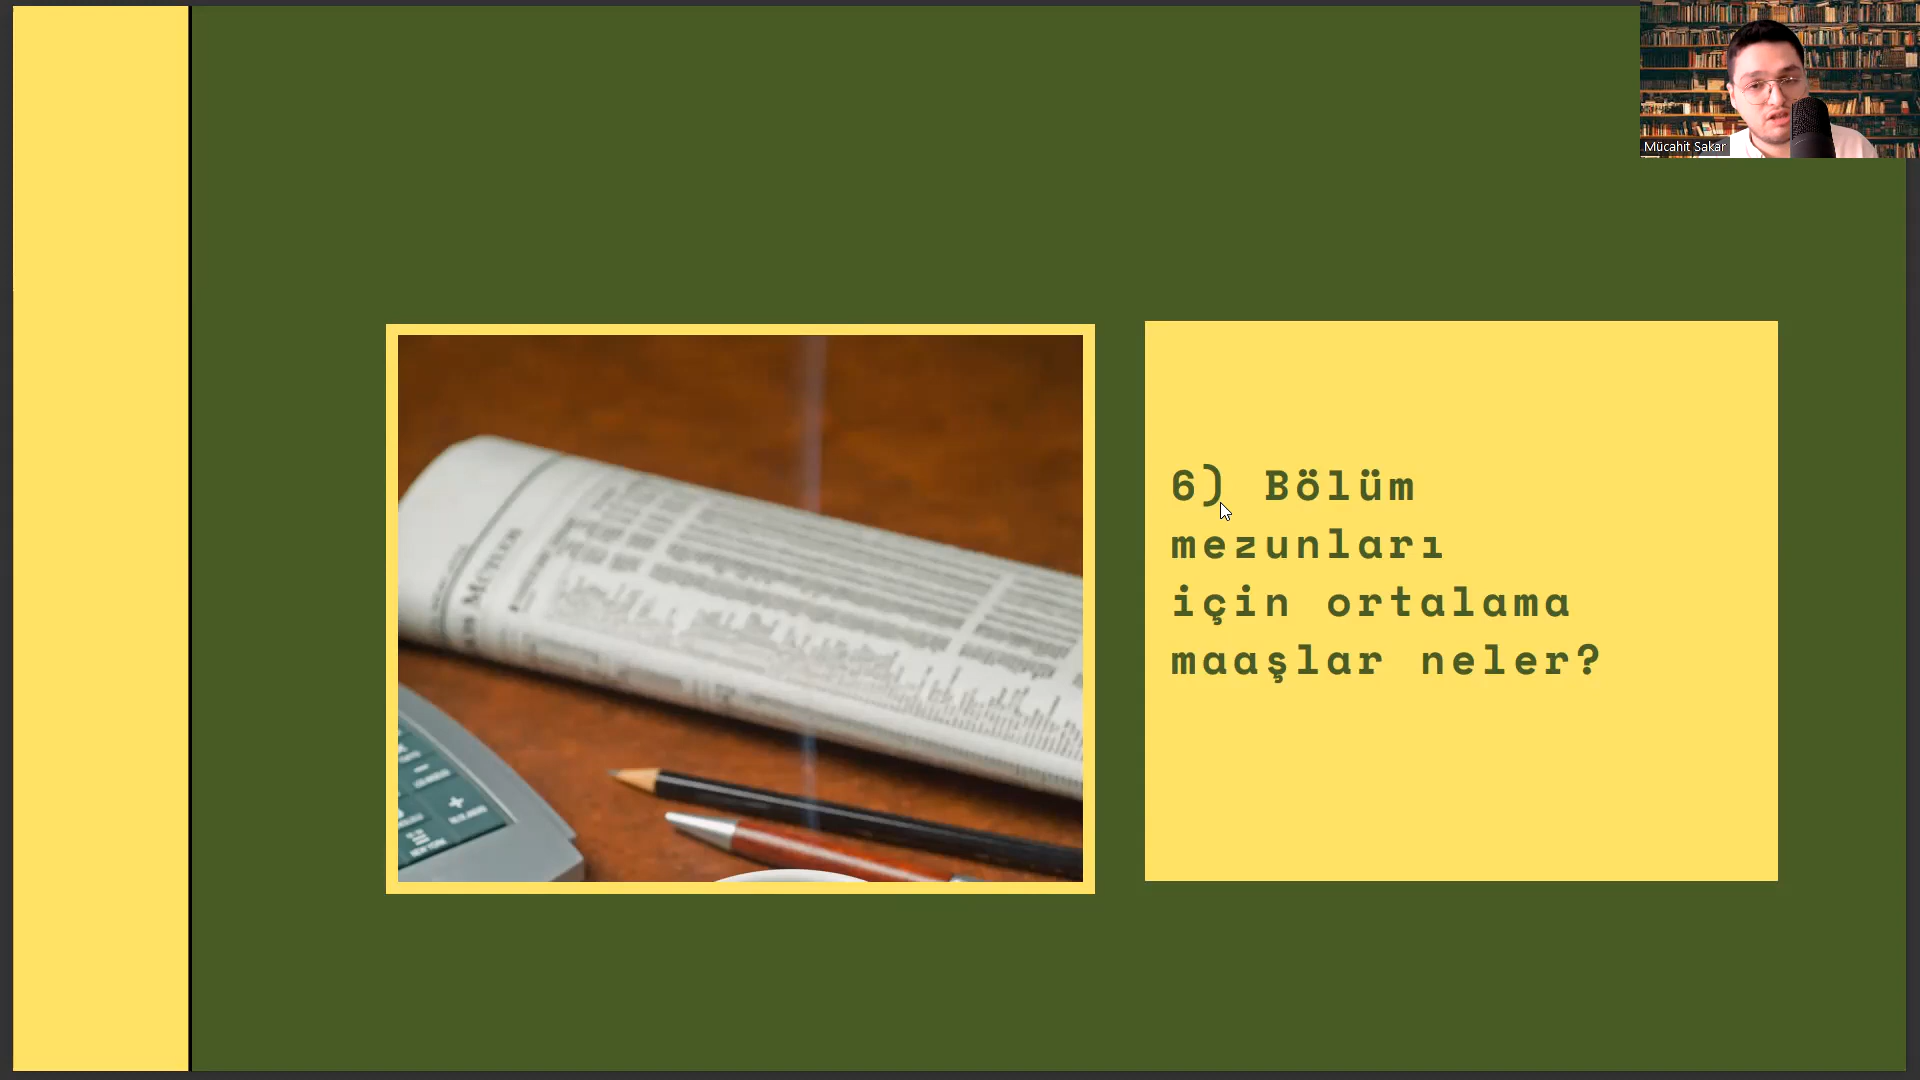 Mücahit Sakar
6) Bölüm
mezunları
için ortalama
maaşlar neler?